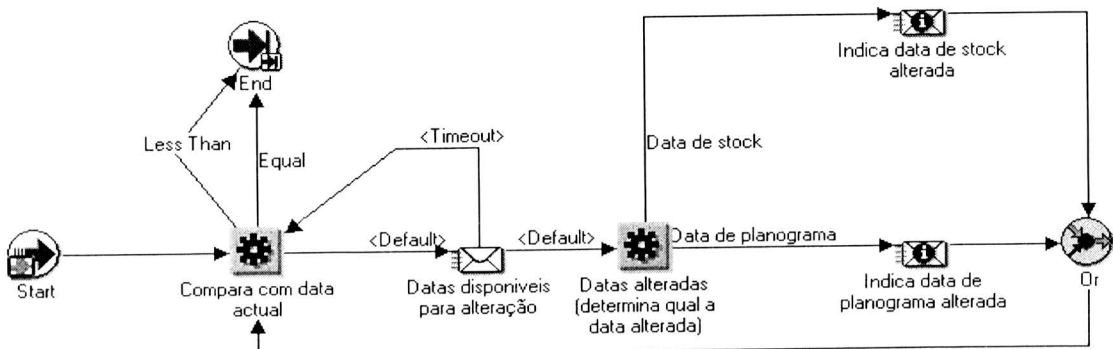 Indica data de stock
alterada
End
Less Than
Equal
<Timeout>
Data de stock
Start
Compara com data
actual
<Default>
Datas disponiveis
para alteração
<Default>
Datas alteradas
(determina qual a
data alterada)
Data de planograma
Indica data de
planograma alterada
Or